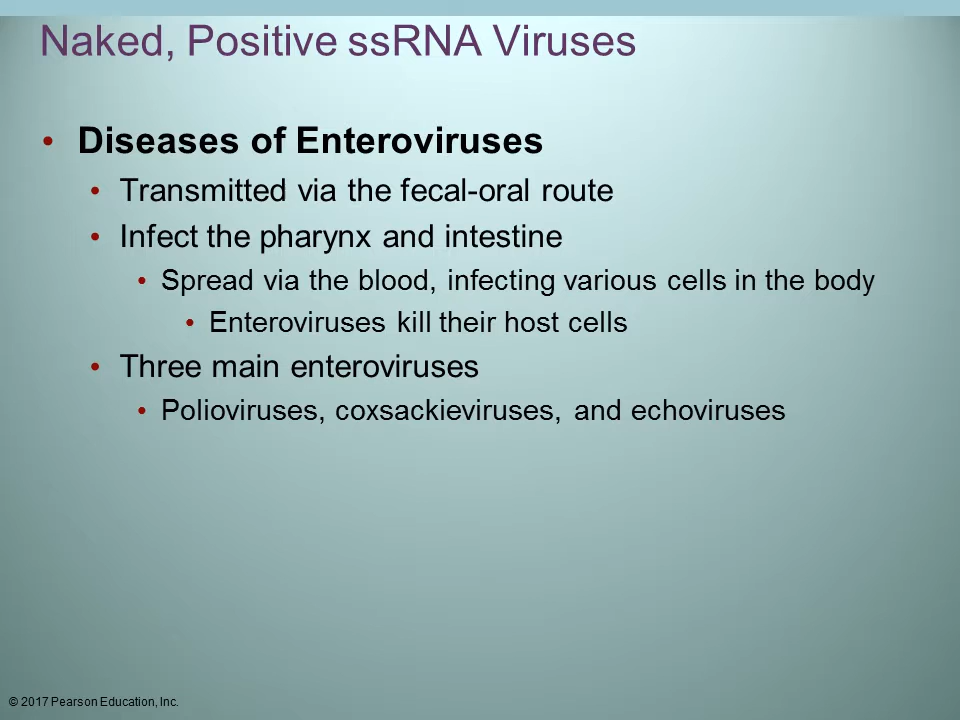 Naked, Positive ssRNA Viruses
• Diseases of Enteroviruses
• Transmitted via the fecal-oral route
• Infect the pharynx and intestine
• Spread via the blood, infecting various cells in the body
• Enteroviruses kill their host cells
• Three main enteroviruses
• Polioviruses, coxsackieviruses, and echoviruses
© 2017 Pearson Education, Inc.